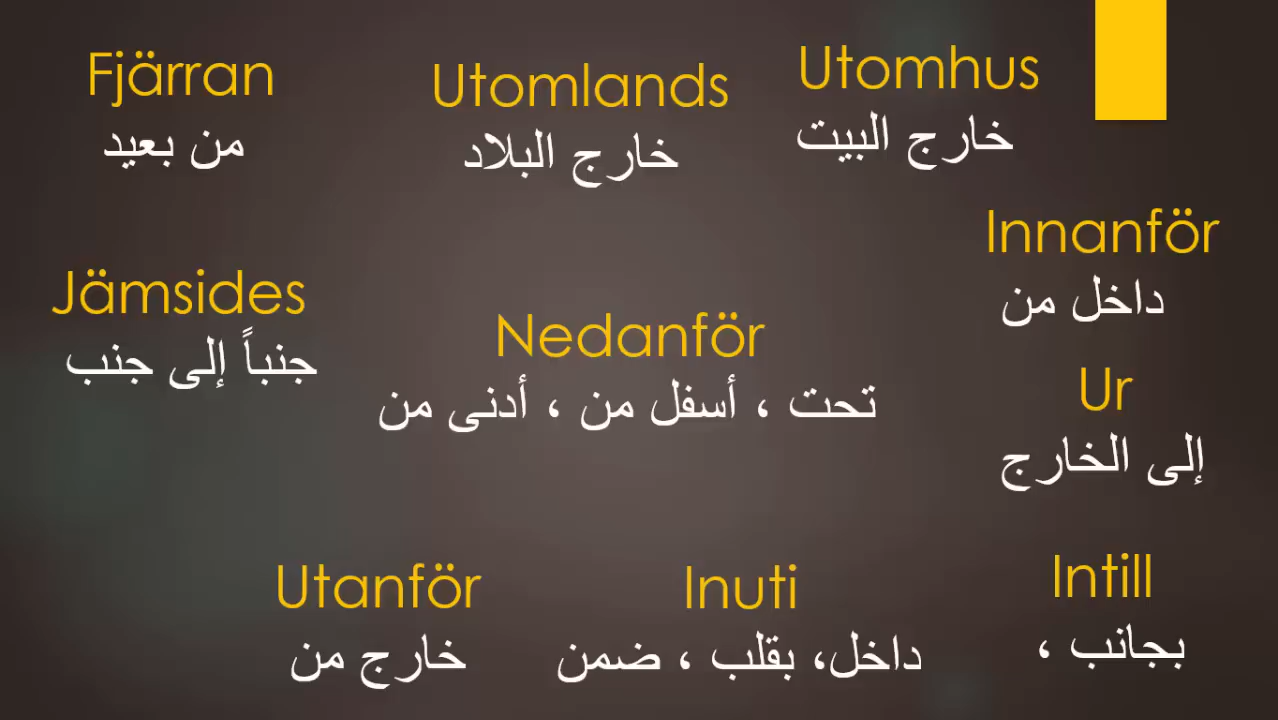 Fjärran
من بعيد
Utomlands
خارج البلاد
Utomhus
خارج البيت
Innanför
داخل من
Jämsides
جنباً إلى جنب
Nedanför
تحت ، أسفل من ، أدنى من
Ur
إلى الخارج
Utanför
خارج من
Inuti
داخل، بقلب ، ضمن
Intill
بجانب ،